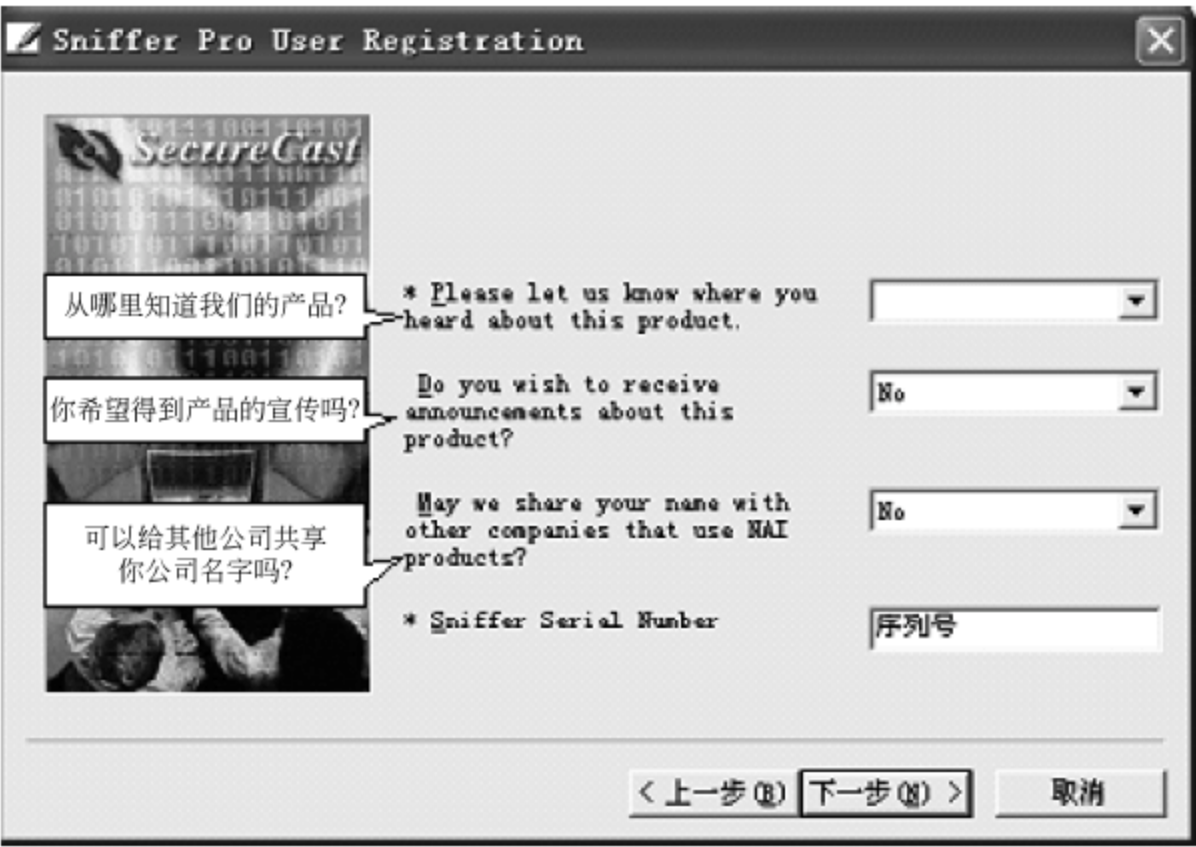 Sniffer Pro User Registration
SecureCast
从哪里知道我们的产品?
* Please let us know where you
heard about this product.
你希望得到产品的宣传吗?
Do you wish to receive
announcements about this
product?
No
可以给其他公司共享
你公司名字吗?
May we share your name with
other companies that use NAI
products?
No
* Sniffer Serial Number
序列号
< 上一步(B)
下一步(N) >
取消